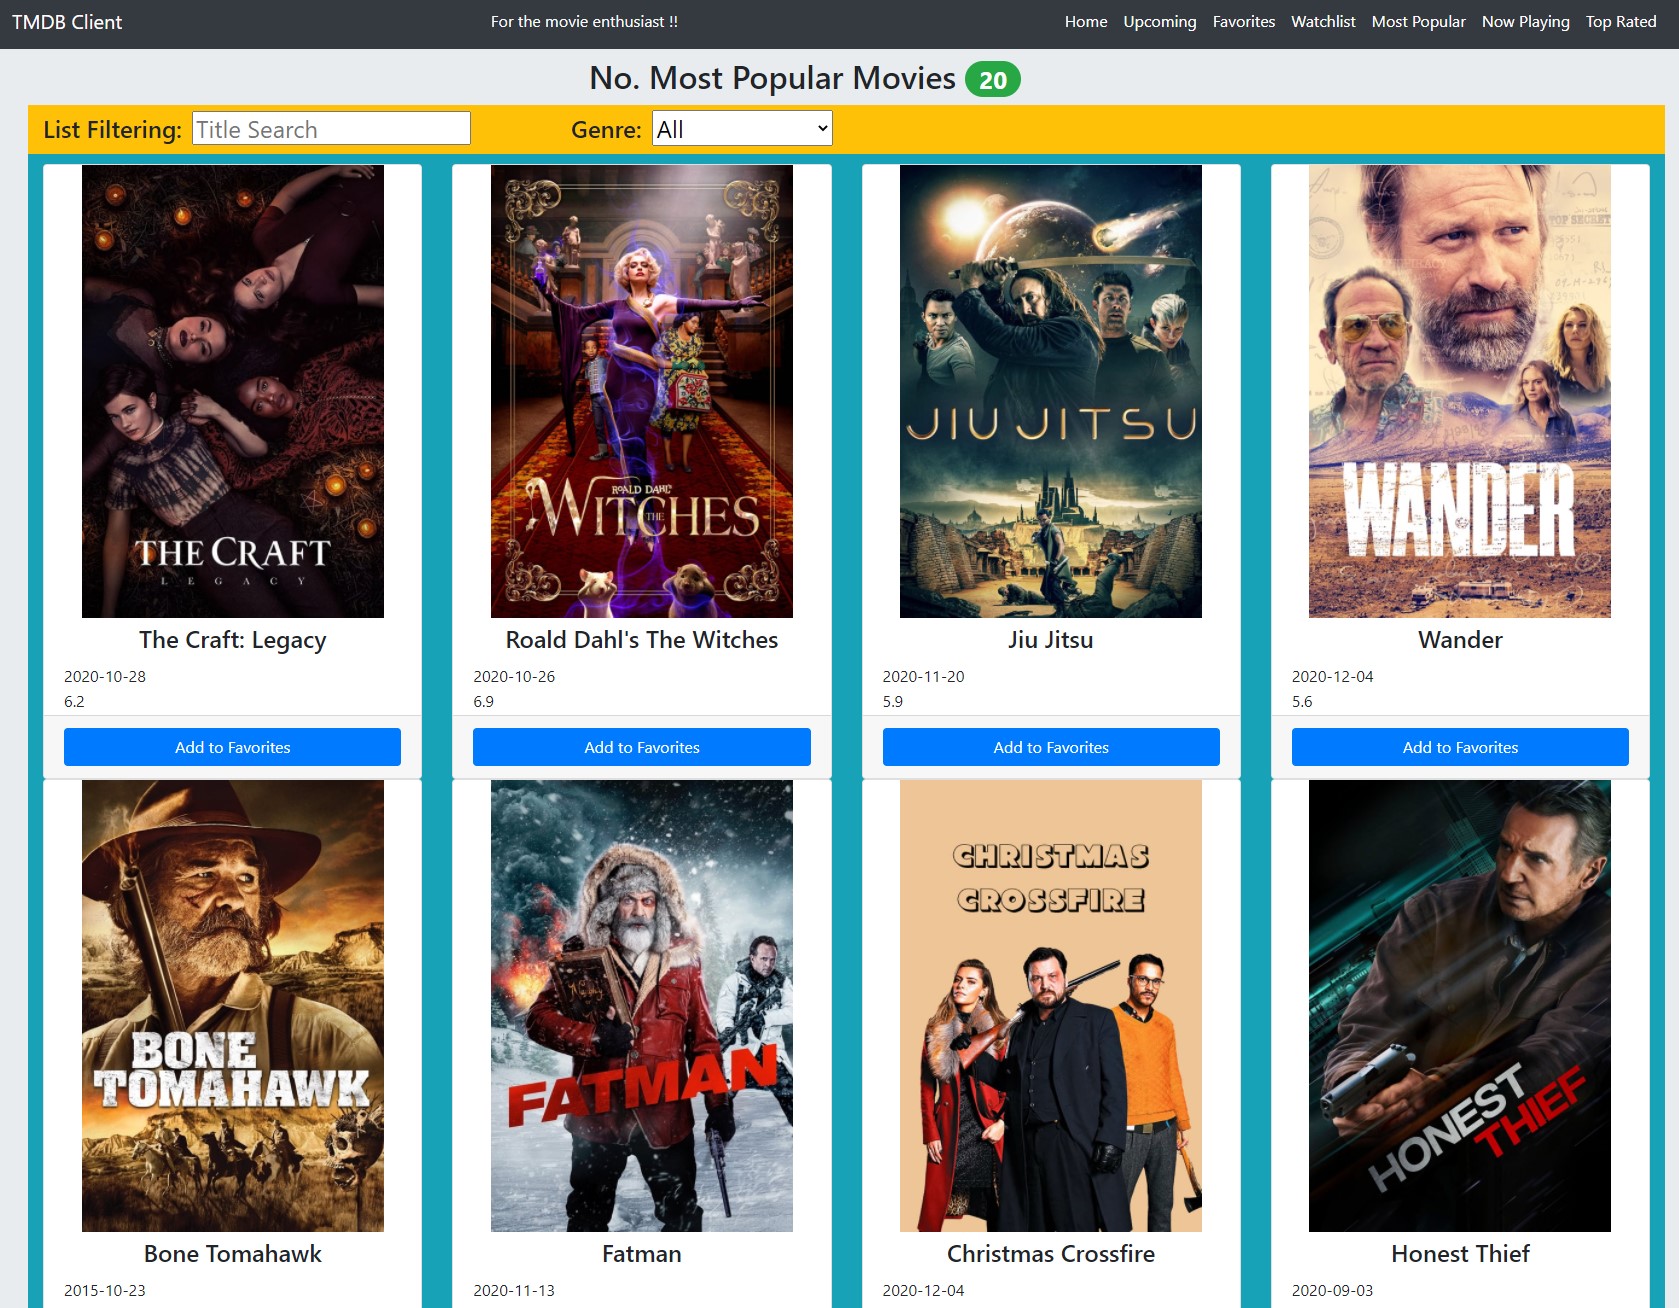 TMDB Client
For the movie enthusiast !!
Home Upcoming Favorites Watchlist Most Popular Now Playing Top Rated
No. Most Popular Movies 20
List Filtering: Title Search Genre: All
TOP SECRET
THE CRAFT
LEGACY
ROALD DAHL'S
THE
WITCHES
JIU JITSU
WANDER
The Craft: Legacy
2020-10-28
6.2
Add to Favorites
Roald Dahl's The Witches
2020-10-26
6.9
Add to Favorites
Jiu Jitsu
2020-11-20
5.9
Add to Favorites
Wander
2020-12-04
5.6
Add to Favorites
BONE
TOMAHAWK
FATMAN
CHRISTMAS
CROSSFIRE
HONEST
THIEF
Bone Tomahawk
2015-10-23
Fatman
2020-11-13
Christmas Crossfire
2020-12-04
Honest Thief
2020-09-03